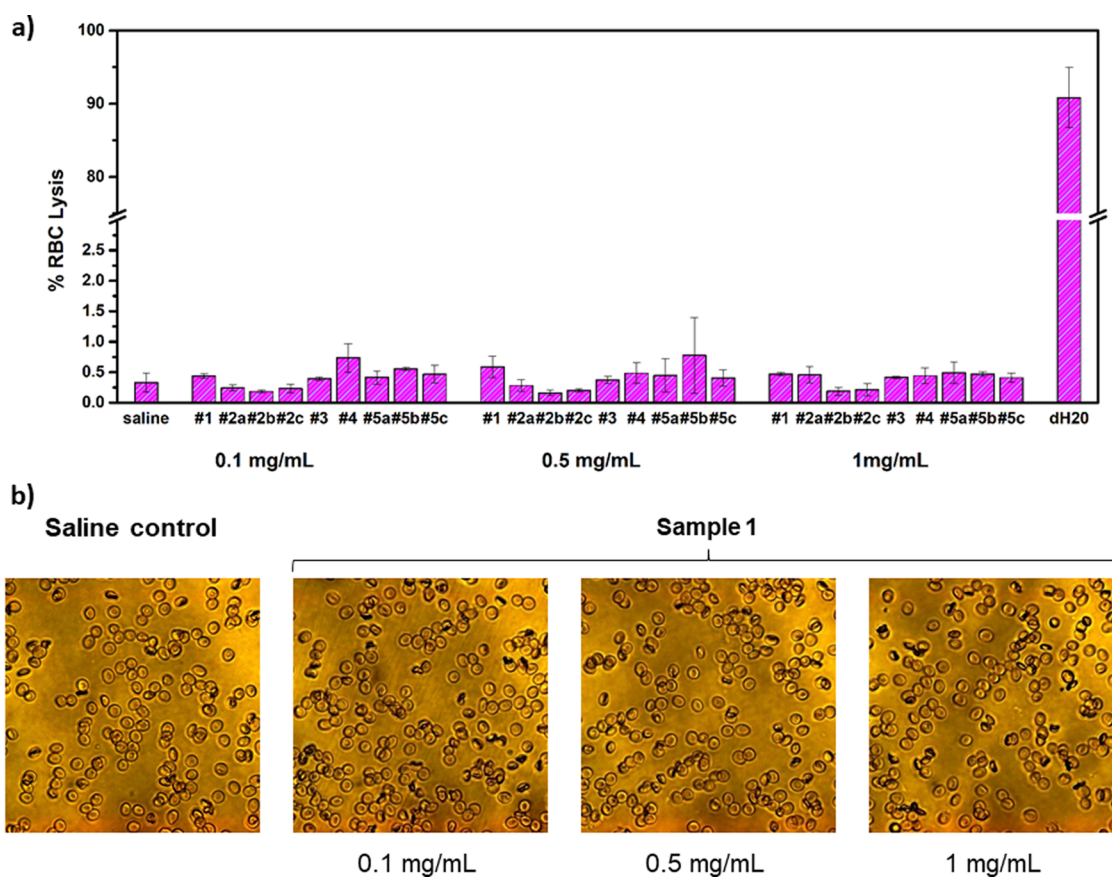 a)
100
90
80
2.5
2.0
1.5
1.0
0.5
0.0
% RBC Lysis
saline #1 #2a #2b #2c #3 #4 #5a #5b #5c #1 #2a #2b #2c #3 #4 #5a #5b #5c #1 #2a #2b #2c #3 #4 #5a #5b #5c dH20
0.1 mg/mL 0.5 mg/mL 1mg/mL
b)
Saline control Sample 1
0.1 mg/mL 0.5 mg/mL 1 mg/mL